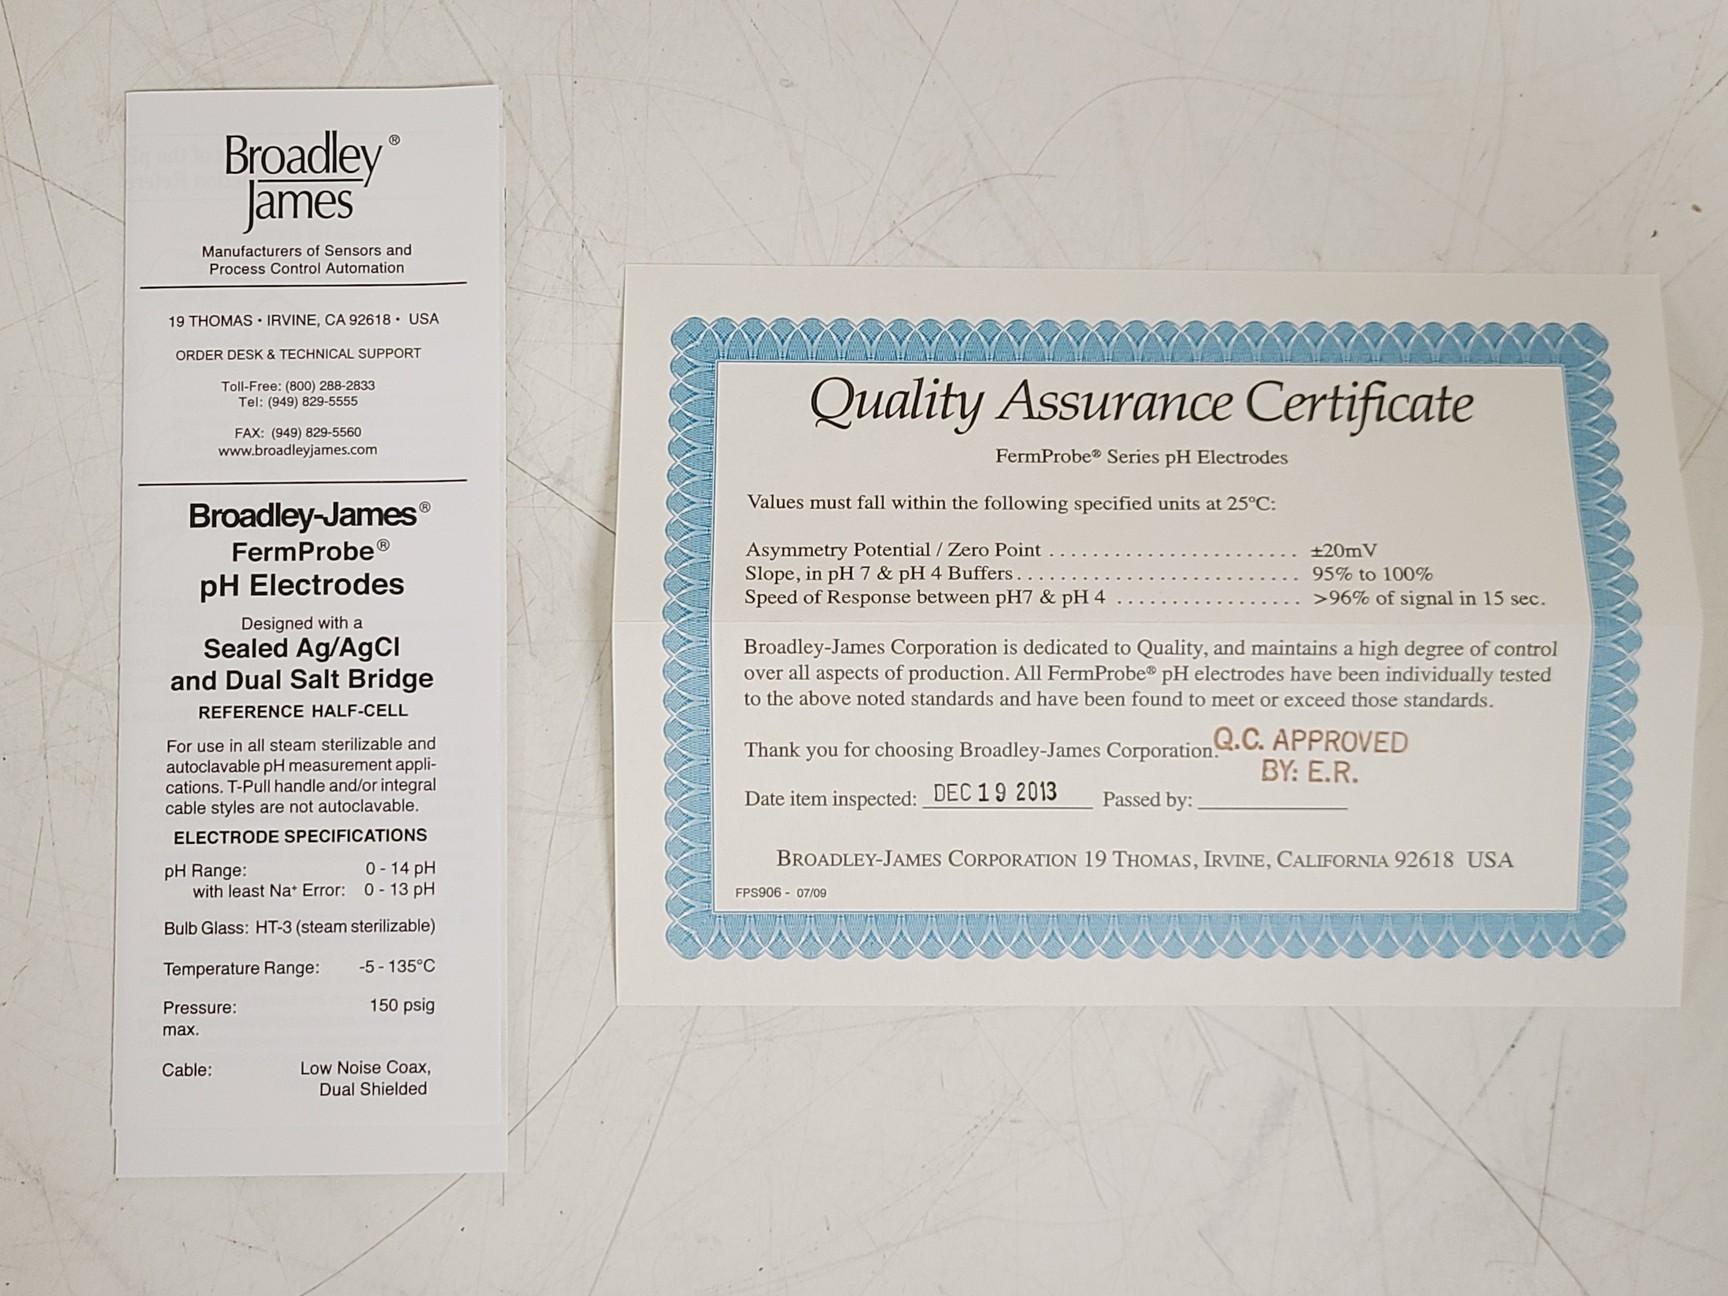 Broadley®
James
Manufacturers of Sensors and
Process Control Automation
19 THOMAS • IRVINE, CA 92618 • USA
ORDER DESK & TECHNICAL SUPPORT
Toll-Free: (800) 288-2833
Tel: (949) 829-5555
FAX: (949) 829-5560
www.broadleyjames.com
Broadley-James®
FermProbe®
pH Electrodes
Designed with a
Sealed Ag/AgCl
and Dual Salt Bridge
REFERENCE HALF-CELL
For use in all steam sterilizable and
autoclavable pH measurement appli-
cations. T-Pull handle and/or integral
cable styles are not autoclavable.
ELECTRODE SPECIFICATIONS
pH Range: 0 - 14 pH
with least Na⁺ Error: 0 - 13 pH
Bulb Glass: HT-3 (steam sterilizable)
Temperature Range: -5 - 135°C
Pressure: 150 psig
max.
Cable: Low Noise Coax,
Dual Shielded
Quality Assurance Certificate
FermProbe® Series pH Electrodes
Values must fall within the following specified units at 25°C:
Asymmetry Potential / Zero Point ........................ ±20mV
Slope, in pH 7 & pH 4 Buffers ........................... 95% to 100%
Speed of Response between pH7 & pH 4 .................. >96% of signal in 15 sec.
Broadley-James Corporation is dedicated to Quality, and maintains a high degree of control
over all aspects of production. All FermProbe® pH electrodes have been individually tested
to the above noted standards and have been found to meet or exceed those standards.
Thank you for choosing Broadley-James Corporation.
Q.C. APPROVED
BY: E.R.
Date item inspected: DEC 19 2013 Passed by:
BROADLEY-JAMES CORPORATION 19 THOMAS, IRVINE, CALIFORNIA 92618 USA
FPS906 - 07/09